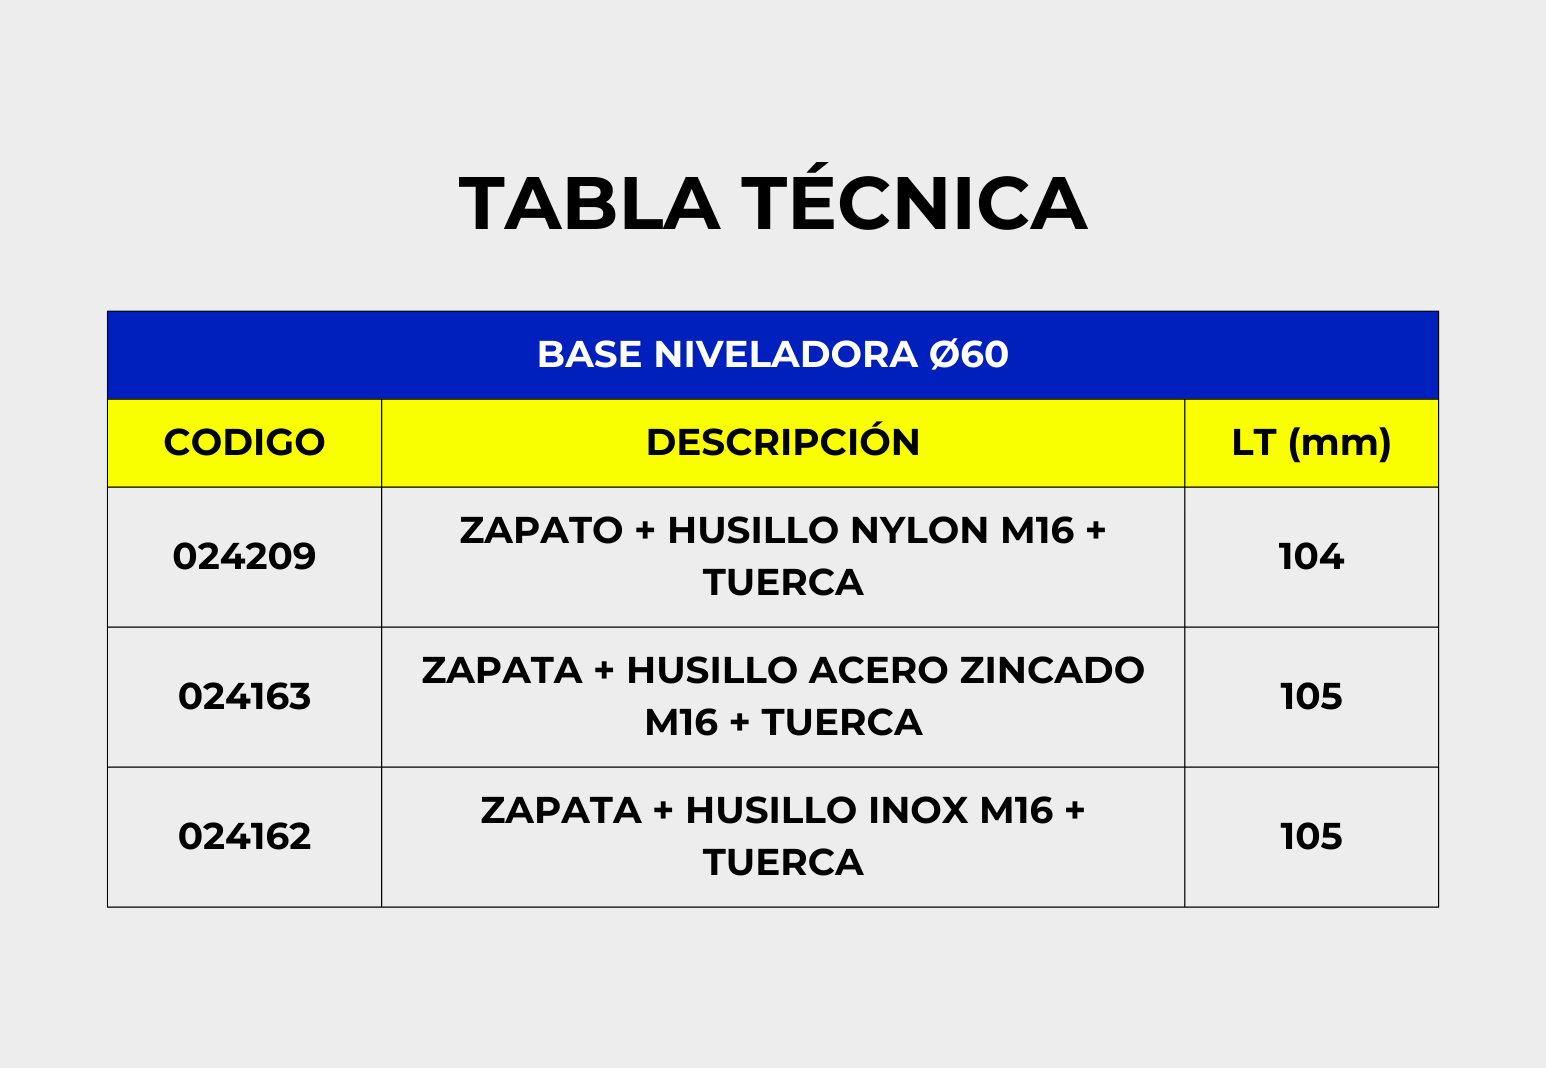 TABLA TÉCNICA
BASE NIVELADORA Ø60
CODIGO DESCRIPCIÓN LT (mm)
024209 ZAPATO + HUSILLO NYLON M16 +
TUERCA 104
024163 ZAPATA + HUSILLO ACERO ZINCADO
M16 + TUERCA 105
024162 ZAPATA + HUSILLO INOX M16 +
TUERCA 105